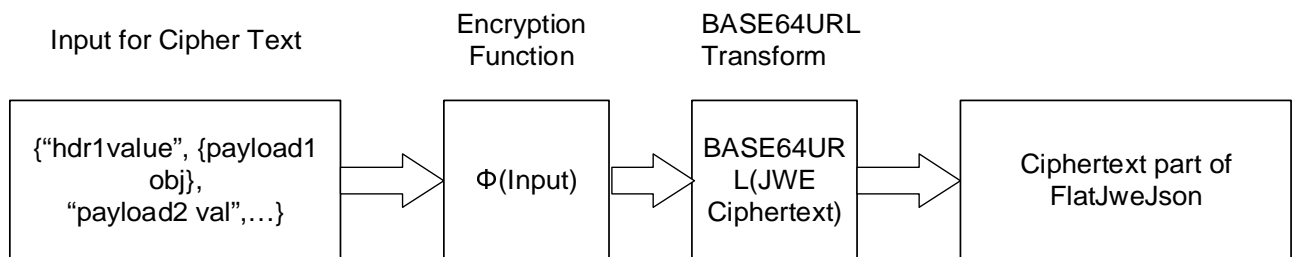 Input for Cipher Text
Encryption
Function
BASE64URL
Transform
{“hdr1value”, {payload1
obj},
“payload2 val”,…}
Φ(Input)
BASE64UR
L(JWE
Ciphertext)
Ciphertext part of
FlatJweJson